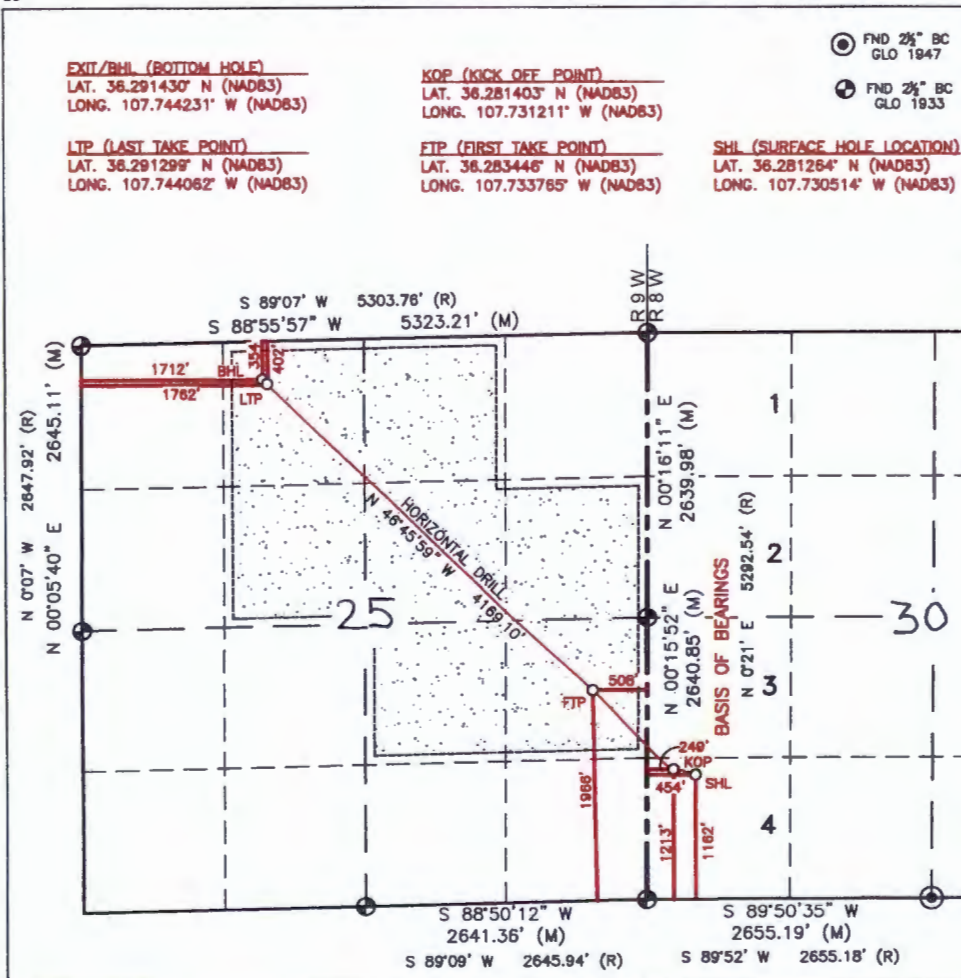 FND 2½" BC
GLO 1947
FND 2½" BC
GLO 1933
EXIT/BHL (BOTTOM HOLE)
LAT. 36.291430° N (NAD83)
LONG. 107.744231° W (NAD83)
KOP (KICK OFF POINT)
LAT. 36.281403° N (NAD83)
LONG. 107.731211° W (NAD83)
LTP (LAST TAKE POINT)
LAT. 36.291299° N (NAD83)
LONG. 107.744062° W (NAD83)
FTP (FIRST TAKE POINT)
LAT. 36.283446° N (NAD83)
LONG. 107.733765° W (NAD83)
SHL (SURFACE HOLE LOCATION)
LAT. 36.281264° N (NAD83)
LONG. 107.730514° W (NAD83)
R9W
R8W
S 89°07' W 5303.76' (R)
S 88°55'57" W 5323.21' (M)
354'
402'
1712'
BHL
1762'
LTP
N 0°07' W 2647.92' (R)
N 00°05'40" E 2645.11' (M)
HORIZONTAL DRILL
N 46°45'59" W 4169.10'
N 00°16'11" E
2639.98' (M)
N 00°15'52" E
2640.85' (M)
BASIS OF BEARINGS
N 0°21' E 5292.54' (R)
1
2
25
30
3
508'
FTP
249'
KOP
454'
SHL
1966'
1213'
1162'
4
S 88°50'12" W
2641.36' (M)
S 89°09' W 2645.94' (R)
S 89°50'35" W
2655.19' (M)
S 89°52' W 2655.18' (R)